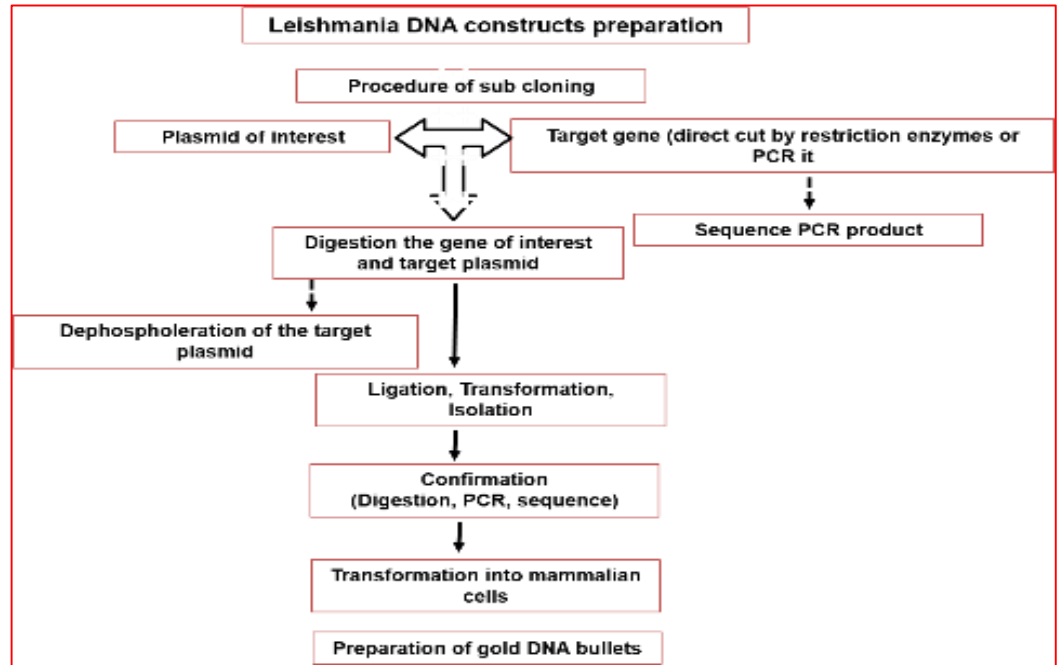 Leishmania DNA constructs preparation
Procedure of sub cloning
Plasmid of interest
Target gene (direct cut by restriction enzymes or
PCR it
Sequence PCR product
Digestion the gene of interest
and target plasmid
Dephospholeration of the target
plasmid
Ligation, Transformation,
Isolation
Confirmation
(Digestion, PCR, sequence)
Transformation into mammalian
cells
Preparation of gold DNA bullets